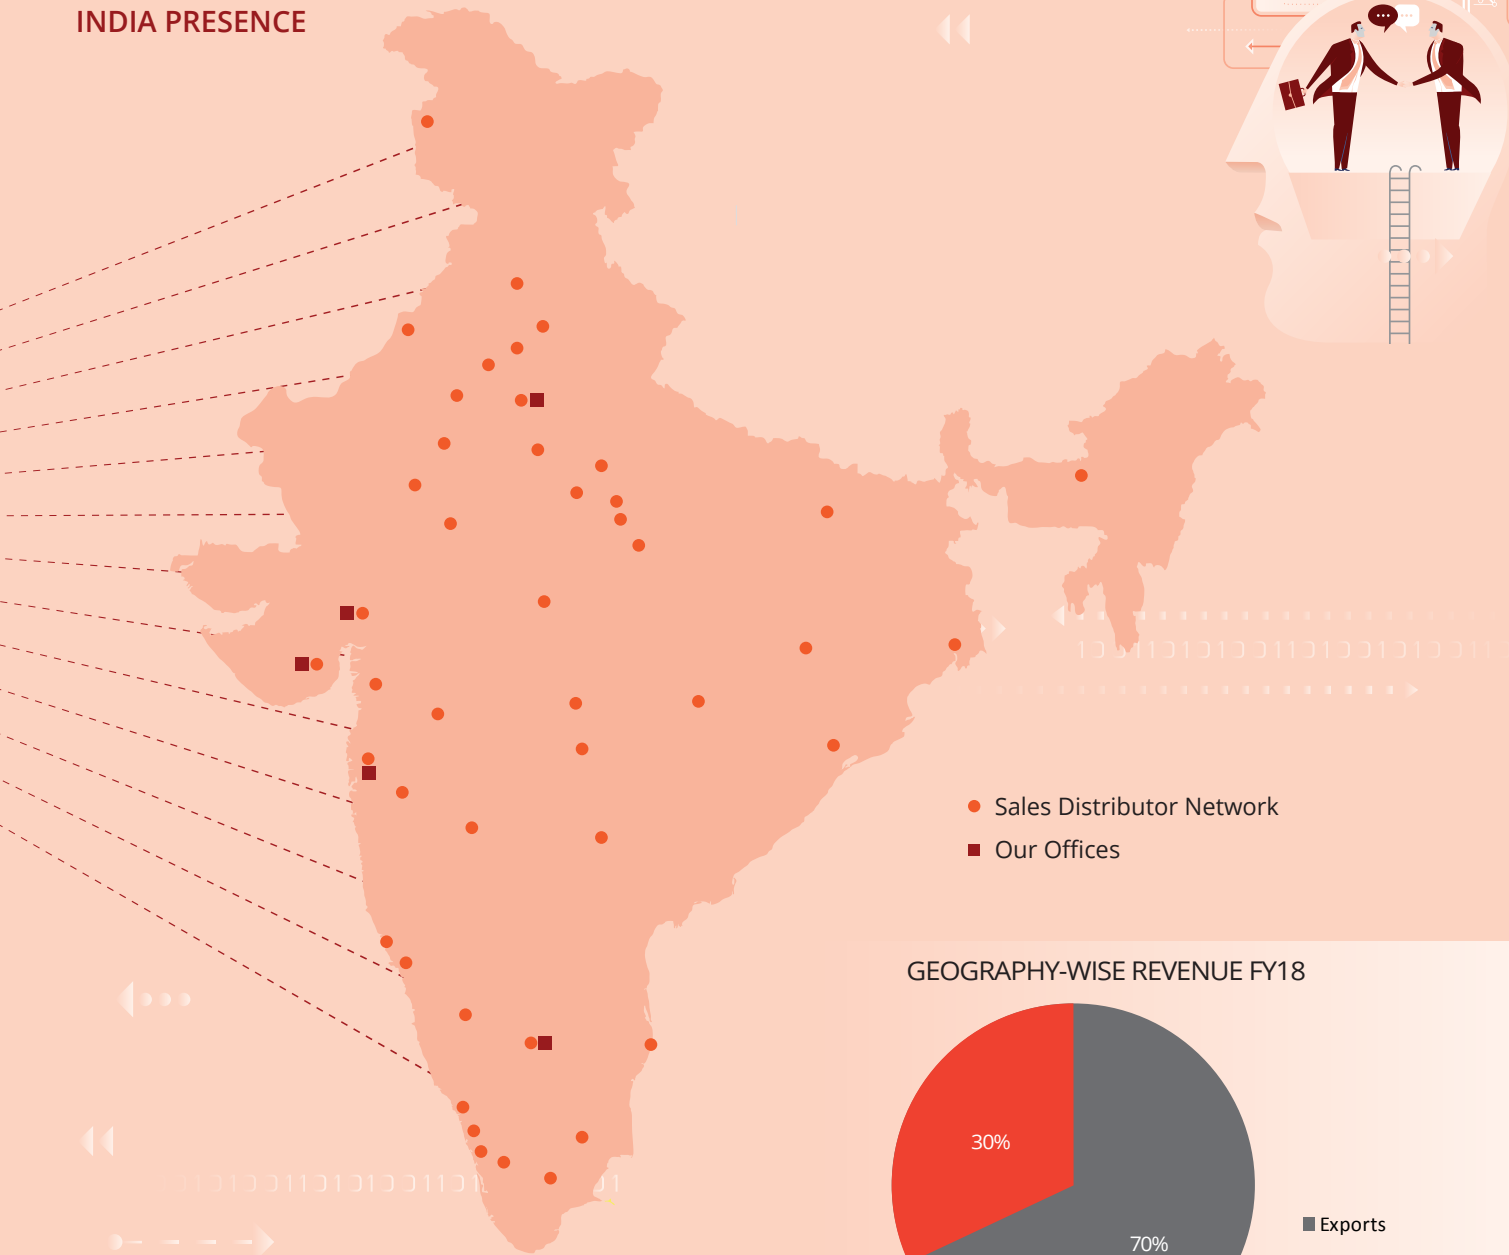 INDIA PRESENCE
Sales Distributor Network
Our Offices
GEOGRAPHY-WISE REVENUE FY18
30%
70%
Exports